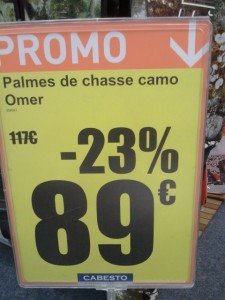 PROMO
Palmes de chasse camo
Omer
117€
-23%
89€
CABESTO